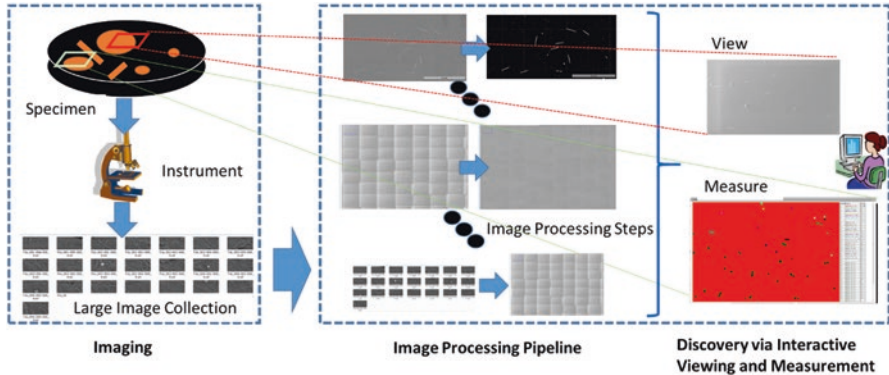 Specimen
Instrument
Large Image Collection
Imaging
Image Processing Steps
Image Processing Pipeline
View
Measure
Discovery via Interactive
Viewing and Measurement